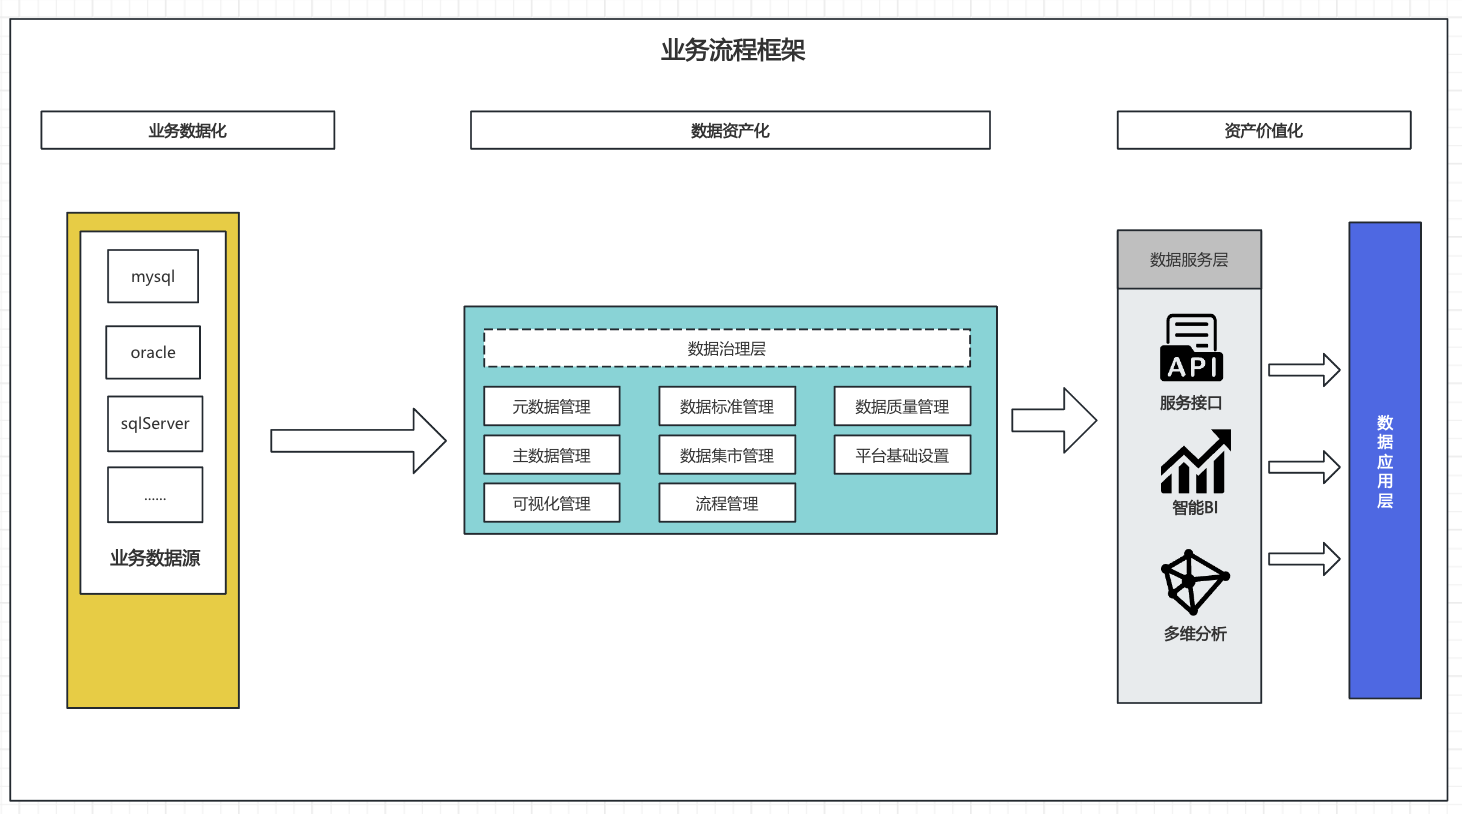 业务流程框架
业务数据化
数据资产化
资产价值化
mysql
oracle
sqlServer
......
业务数据源
数据治理层
元数据管理
数据标准管理
数据质量管理
主数据管理
数据集市管理
平台基础设置
可视化管理
流程管理
数据服务层
API
服务接口
智能BI
多维分析
数据应用层